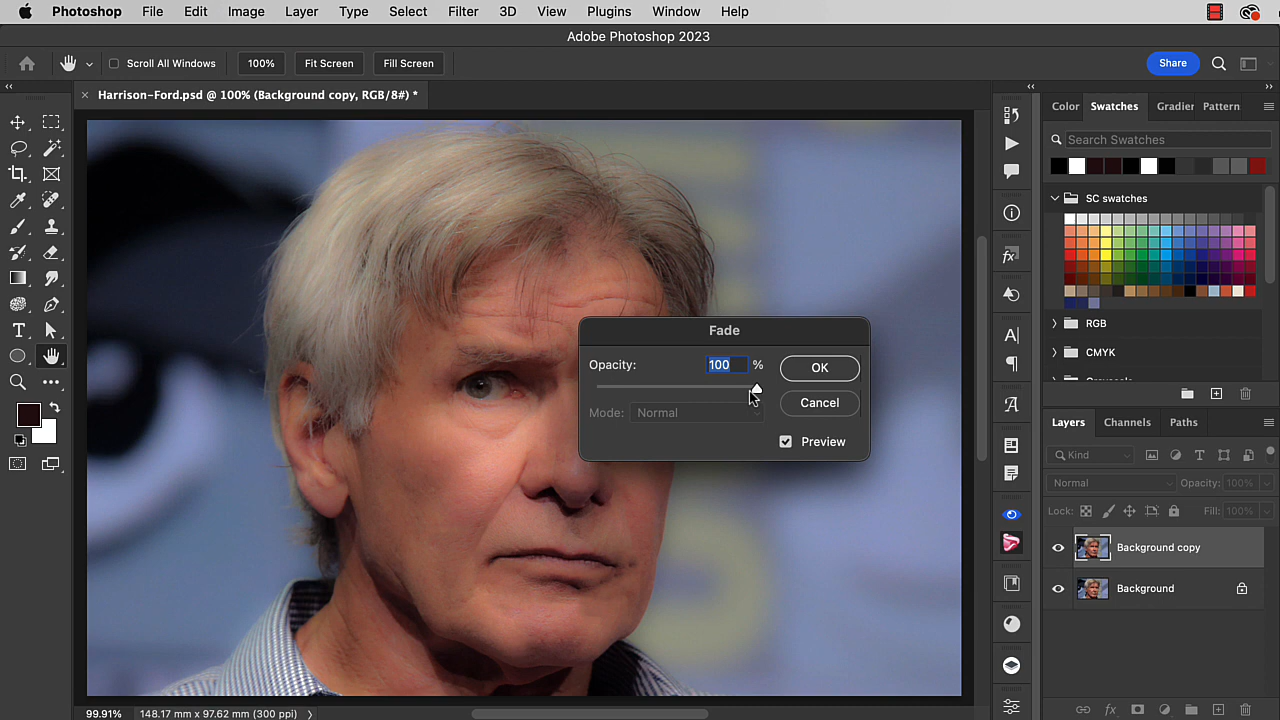 Photoshop File Edit Image Layer Type Select Filter 3D View Plugins Window Help
Adobe Photoshop 2023
Scroll All Windows 100% Fit Screen Fill Screen Share
Harrison-Ford.psd @ 100% (Background copy, RGB/8#) *
Color Swatches Gradier Pattern
Search Swatches
SC swatches
RGB
CMYK
Fade
Opacity: 100 % OK
Cancel
Mode: Normal
Preview
Layers Channels Paths
Kind
Normal Opacity: 100%
Lock: Fill: 100%
Background copy
Background
99.91% 148.17 mm x 97.62 mm (300 ppi)